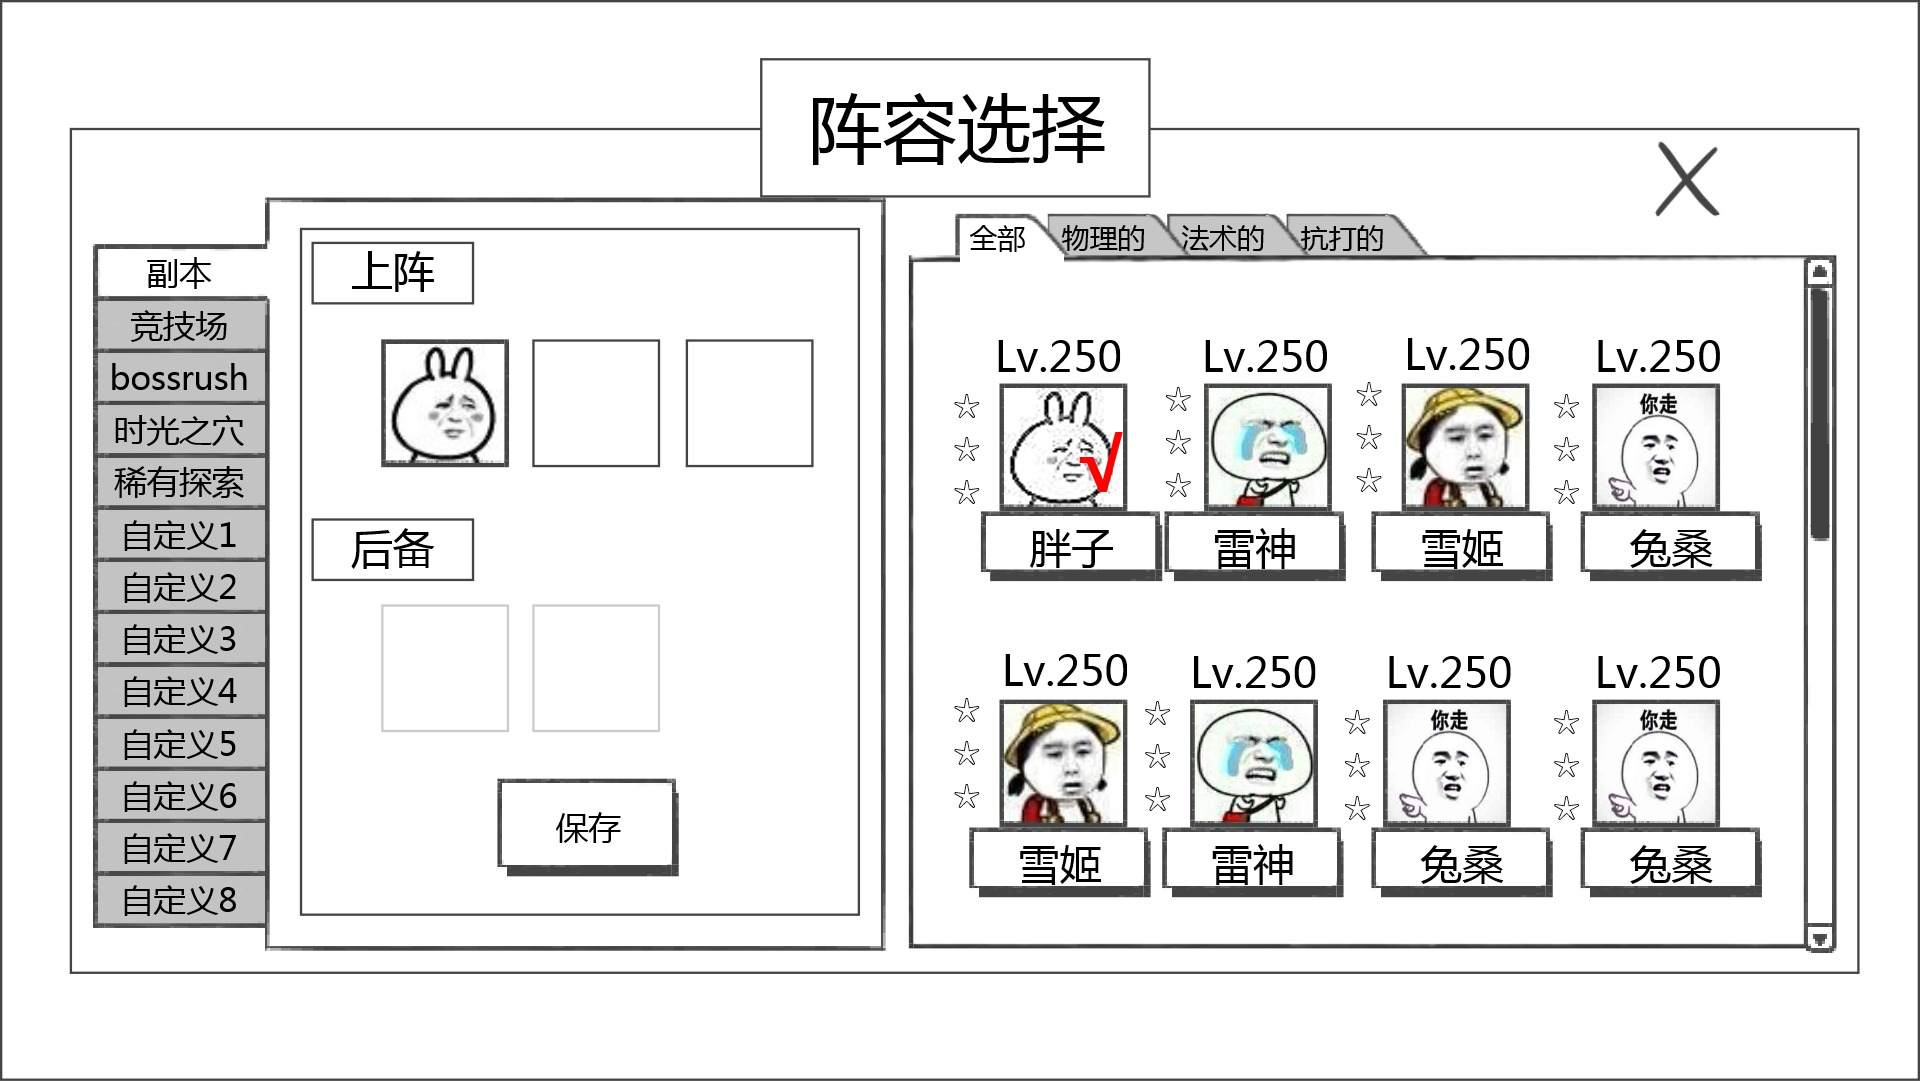 阵容选择
副本
竞技场
bossrush
时光之穴
稀有探索
自定义1
自定义2
自定义3
自定义4
自定义5
自定义6
自定义7
自定义8
上阵
后备
保存
全部 物理的 法术的 抗打的
Lv.250 Lv.250 Lv.250 Lv.250
你走
胖子 雷神 雪姬 兔桑
Lv.250 Lv.250 Lv.250 Lv.250
你走 你走
雪姬 雷神 兔桑 兔桑